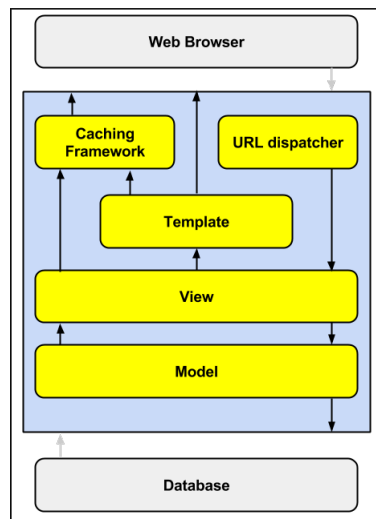 Web Browser
Caching
Framework
URL dispatcher
Template
View
Model
Database